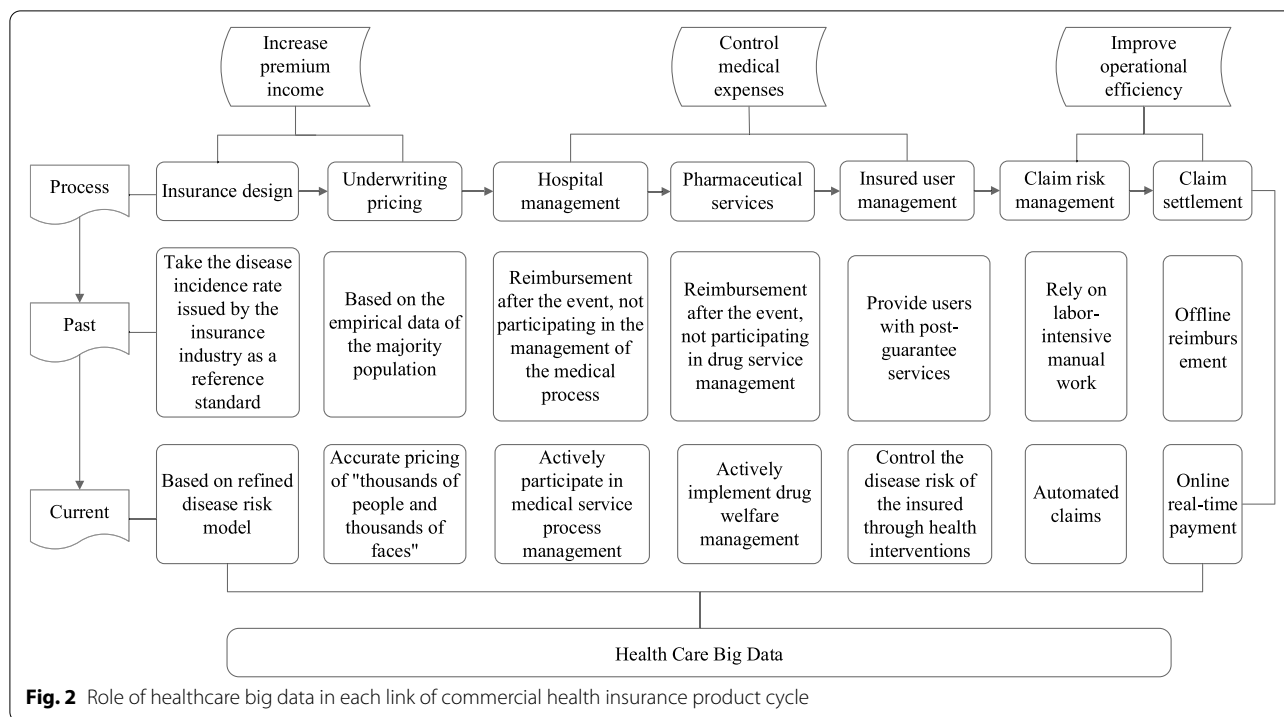 Increase
premium
income
Control
medical
expenses
Improve
operational
efficiency
Process
Insurance design
Underwriting
pricing
Hospital
management
Pharmaceutical
services
Insured user
management
Claim risk
management
Claim
settlement
Past
Take the disease
incidence rate
issued by the
insurance
industry as a
reference
standard
Based on the
empirical data of
the majority
population
Reimbursement
after the event, not
participating in the
management of
the medical
process
Reimbursement
after the event,
not participating
in drug service
management
Provide users
with post-
guarantee
services
Rely on
labor-
intensive
manual
work
Offline
reimburs
ement
Current
Based on refined
disease risk
model
Accurate pricing
of "thousands of
people and
thousands of
faces"
Actively
participate in
medical service
process
management
Actively
implement drug
welfare
management
Control the
disease risk of
the insured
through health
interventions
Automated
claims
Online
real-time
payment
Health Care Big Data
Fig. 2 Role of healthcare big data in each link of commercial health insurance product cycle